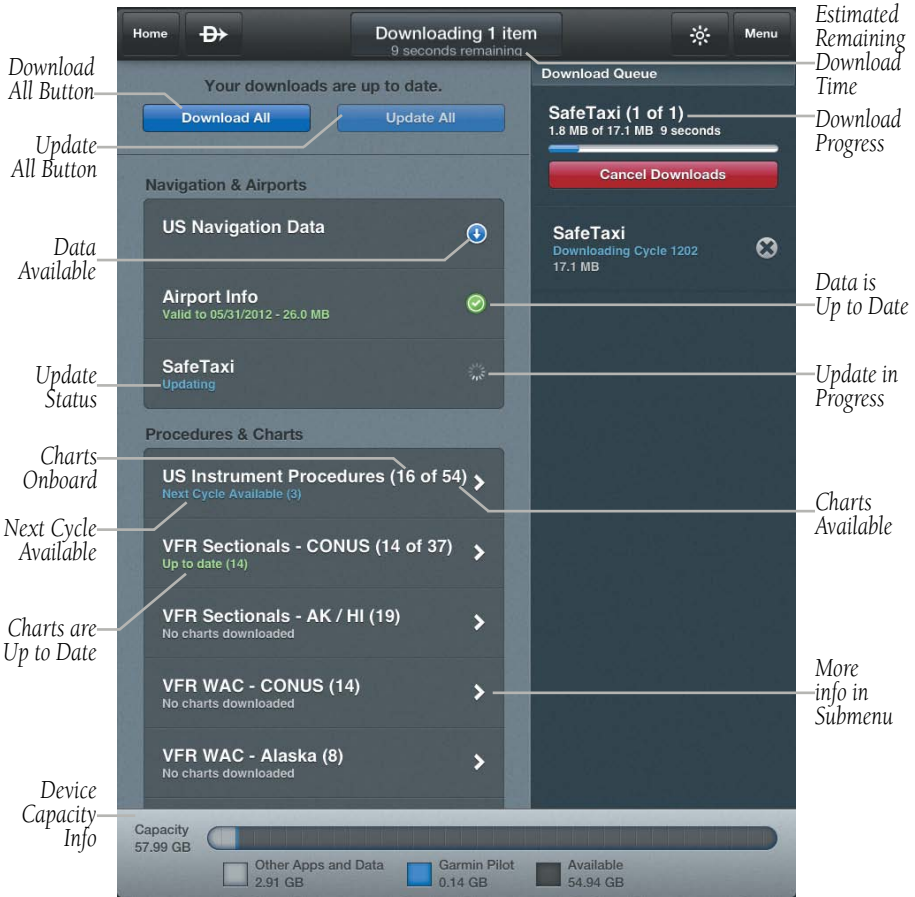 Home
Downloading 1 item
9 seconds remaining
Menu
Estimated
Remaining
Download
Time
Download
All Button
Your downloads are up to date.
Download All
Update All
Update
All Button
Download Queue
SafeTaxi (1 of 1)
1.8 MB of 17.1 MB 9 seconds
Cancel Downloads
Download
Progress
Navigation & Airports
US Navigation Data
Data
Available
SafeTaxi
Downloading Cycle 1202
17.1 MB
Airport Info
Valid to 05/31/2012 - 26.0 MB
Data is
Up to Date
SafeTaxi
Updating
Update
Status
Update in
Progress
Procedures & Charts
Charts
Onboard
US Instrument Procedures (16 of 54)
Next Cycle Available (3)
Charts
Available
Next Cycle
Available
VFR Sectionals - CONUS (14 of 37)
Up to date (14)
Charts are
Up to Date
VFR Sectionals - AK / HI (19)
No charts downloaded
VFR WAC - CONUS (14)
No charts downloaded
More
info in
Submenu
VFR WAC - Alaska (8)
No charts downloaded
Device
Capacity
Info
Capacity
57.99 GB
Other Apps and Data
2.91 GB
Garmin Pilot
0.14 GB
Available
54.94 GB